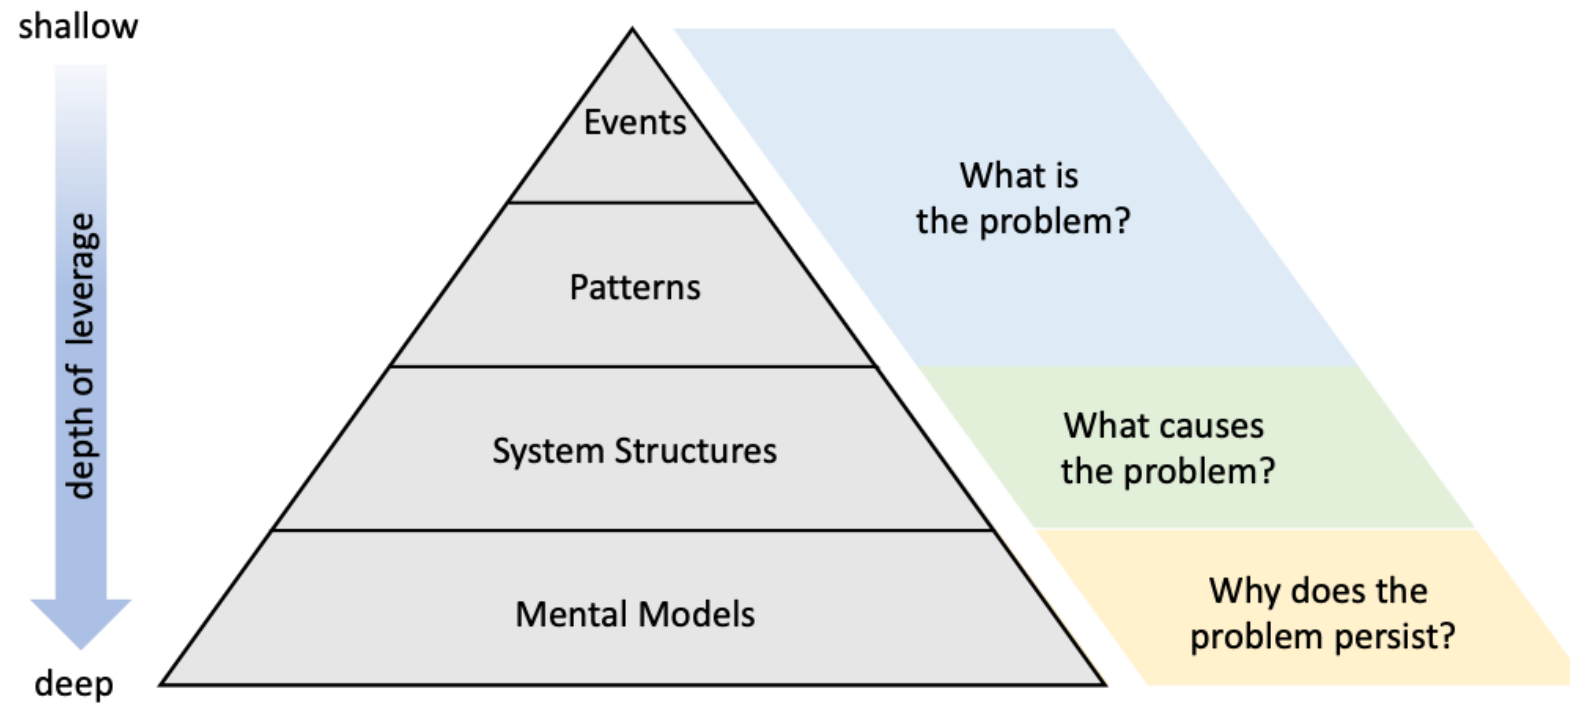 shallow
depth of leverage
deep
Events
Patterns
System Structures
Mental Models
What is
the problem?
What causes
the problem?
Why does the
problem persist?